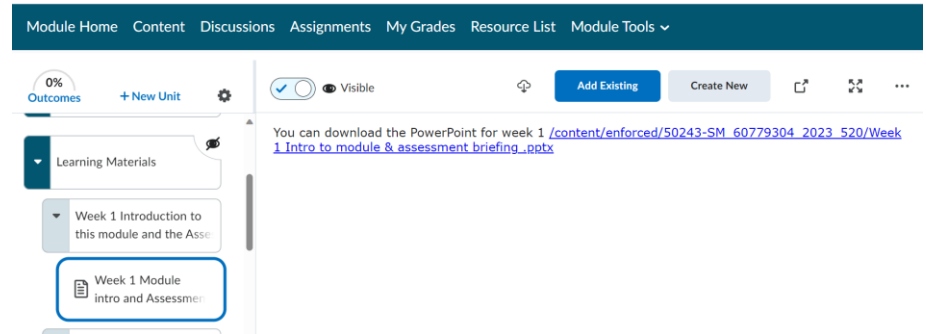 Module Home Content Discussions Assignments My Grades Resource List Module Tools
0%
Outcomes
+ New Unit
Visible
Add Existing
Create New
Learning Materials
Week 1 Introduction to
this module and the Asse
Week 1 Module
intro and Assessmen
You can download the PowerPoint for week 1 /content/enforced/50243-SM_60779304_2023_520/Week
1 Intro to module & assessment briefing .pptx